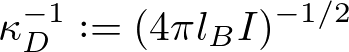 κ_D^{-1} := (4πl_B I)^{-1/2}